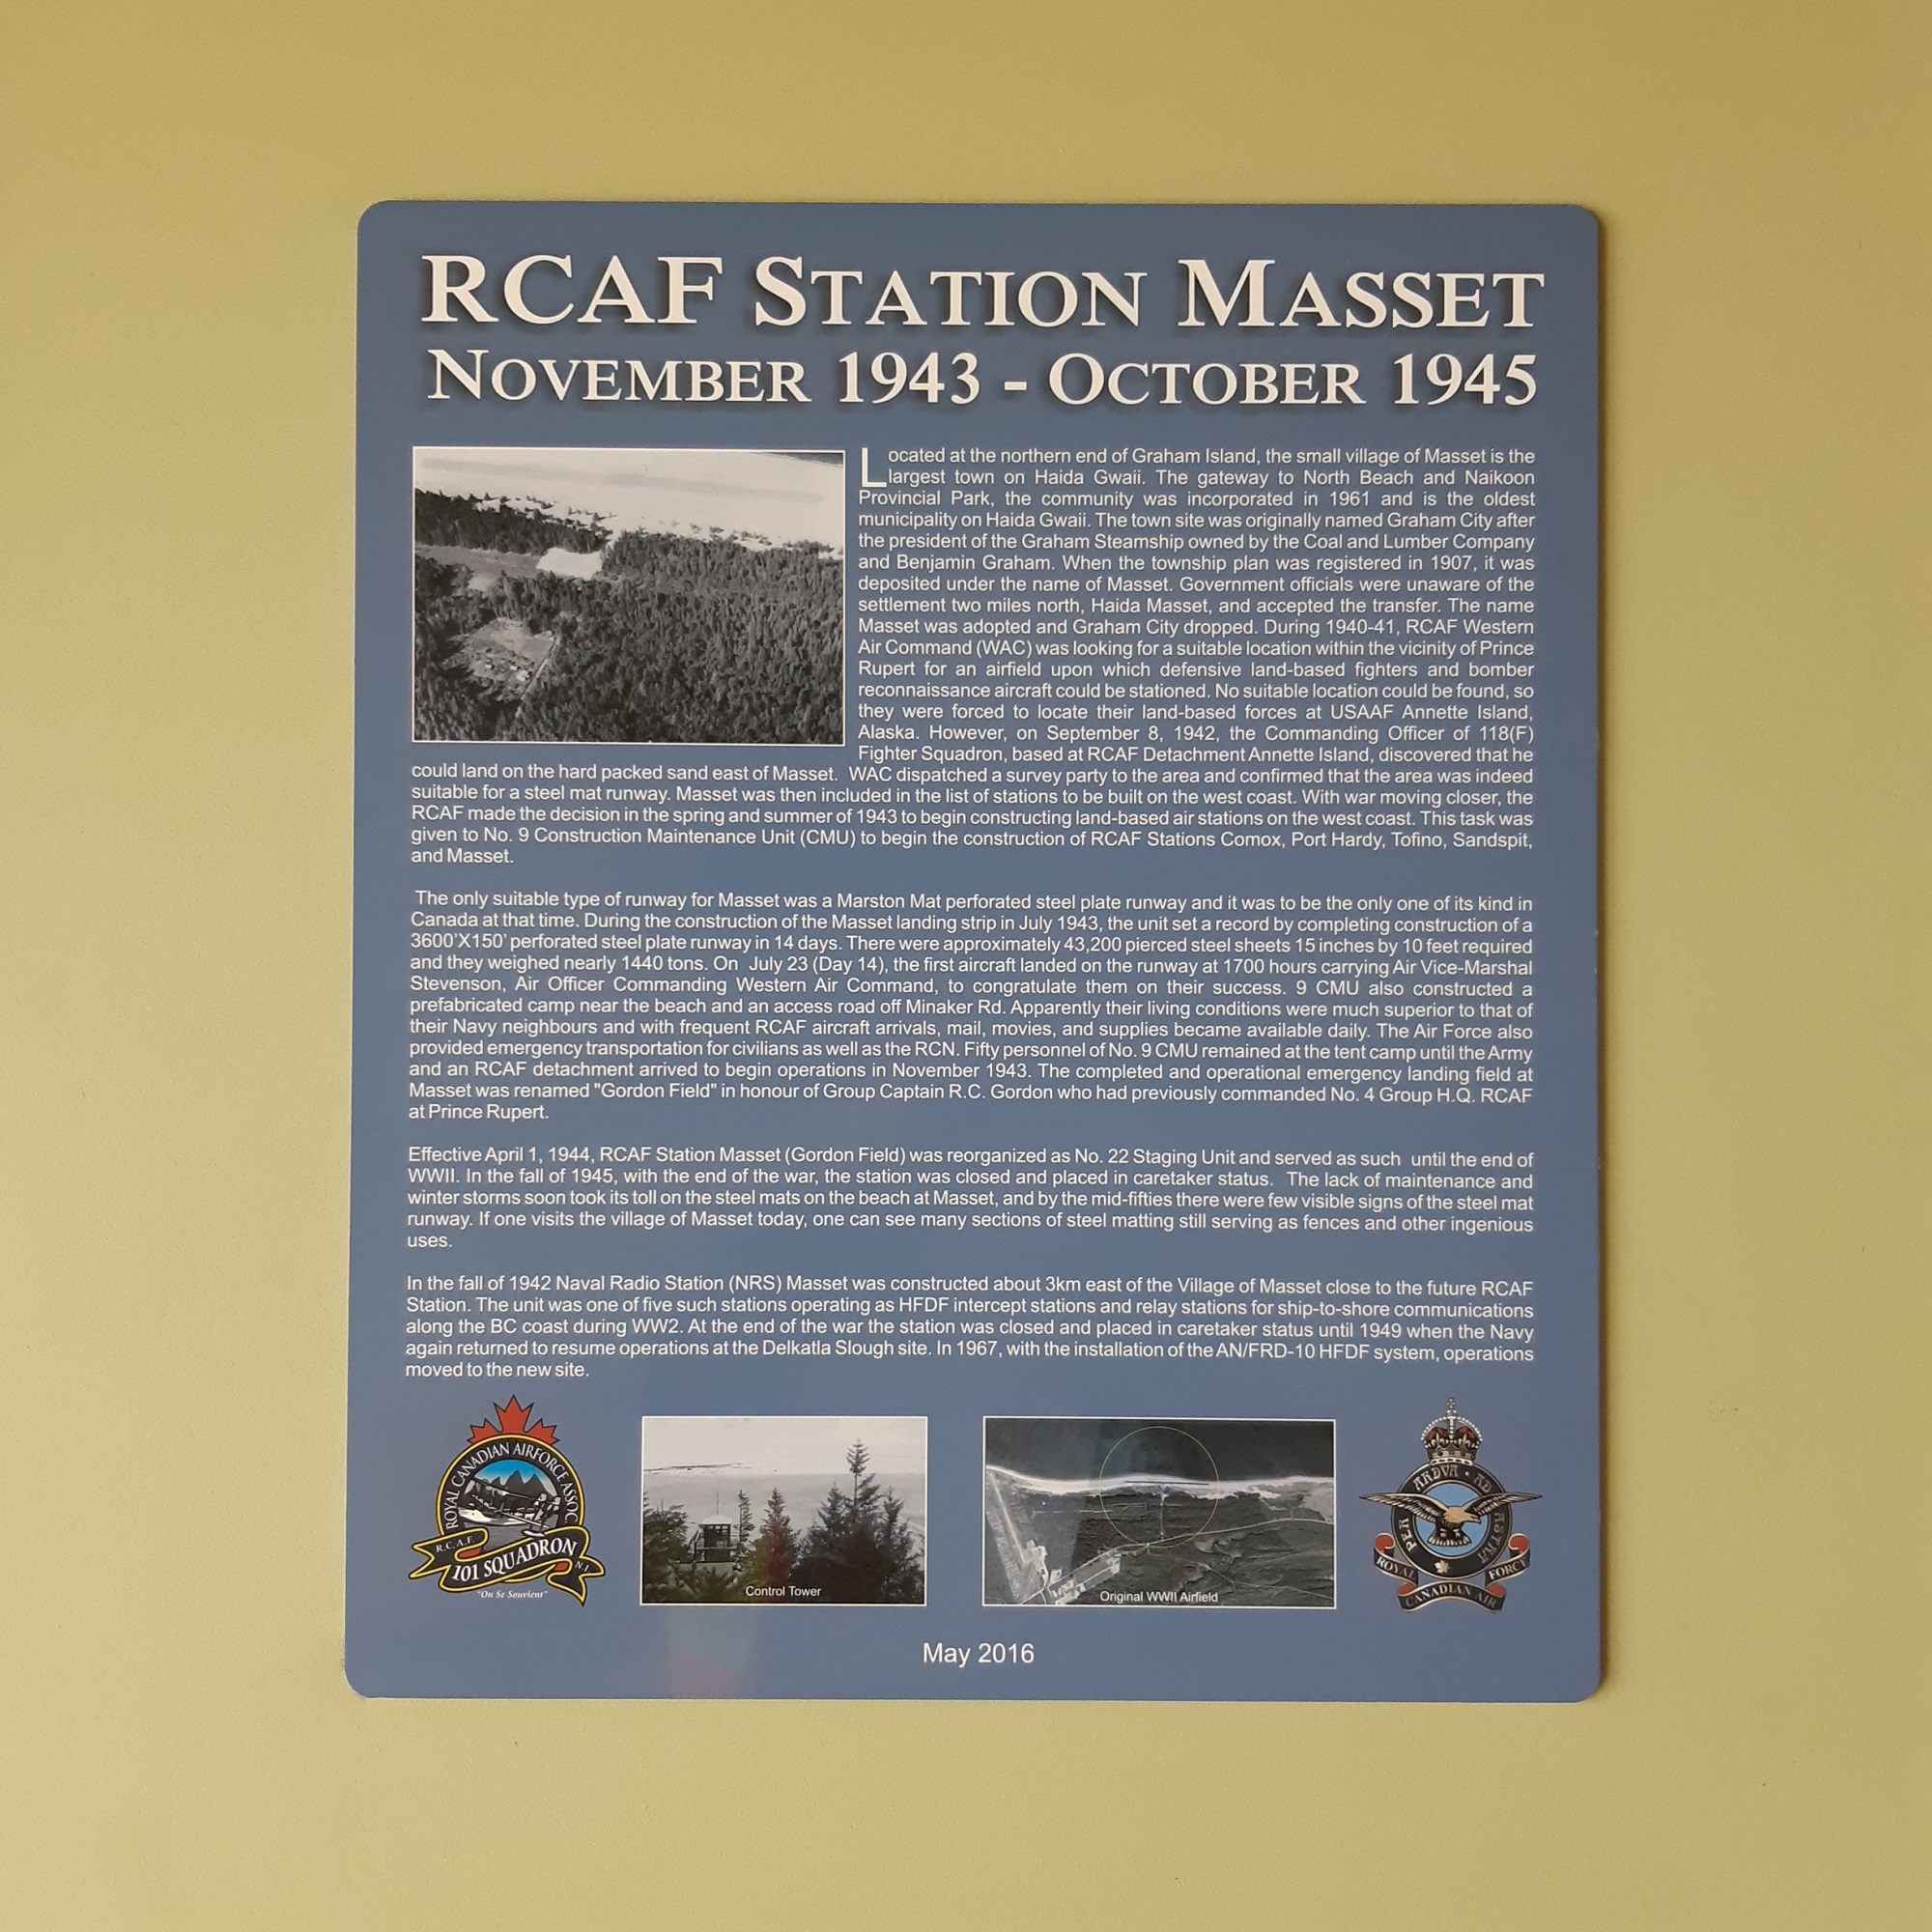 RCAF STATION MASSET
NOVEMBER 1943 - OCTOBER 1945
Located at the northern end of Graham Island, the small village of Masset is the
largest town on Haida Gwaii. The gateway to North Beach and Naikoon
Provincial Park, the community was incorporated in 1961 and is the oldest
municipality on Haida Gwaii. The town site was originally named Graham City after
the president of the Graham Steamship owned by the Coal and Lumber Company
and Benjamin Graham. When the township plan was registered in 1907, it was
deposited under the name of Masset. Government officials were unaware of the
settlement two miles north, Haida Masset, and accepted the transfer. The name
Masset was adopted and Graham City dropped. During 1940-41, RCAF Western
Air Command (WAC) was looking for a suitable location within the vicinity of Prince
Rupert for an airfield upon which defensive land-based fighters and bomber
reconnaissance aircraft could be stationed. No suitable location could be found, so
they were forced to locate their land-based forces at USAAF Annette Island,
Alaska. However, on September 8, 1942, the Commanding Officer of 118(F)
Fighter Squadron, based at RCAF Detachment Annette Island, discovered that he
could land on the hard packed sand east of Masset. WAC dispatched a survey party to the area and confirmed that the area was indeed
suitable for a steel mat runway. Masset was then included in the list of stations to be built on the west coast. With war moving closer, the
RCAF made the decision in the spring and summer of 1943 to begin constructing land-based air stations on the west coast. This task was
given to No. 9 Construction Maintenance Unit (CMU) to begin the construction of RCAF Stations Comox, Port Hardy, Tofino, Sandspit,
and Masset.
The only suitable type of runway for Masset was a Marston Mat perforated steel plate runway and it was to be the only one of its kind in
Canada at that time. During the construction of the Masset landing strip in July 1943, the unit set a record by completing construction of a
3600'X150' perforated steel plate runway in 14 days. There were approximately 43,200 pierced steel sheets 15 inches by 10 feet required
and they weighed nearly 1440 tons. On July 23 (Day 14), the first aircraft landed on the runway at 1700 hours carrying Air Vice-Marshal
Stevenson, Air Officer Commanding Western Air Command, to congratulate them on their success. 9 CMU also constructed a
prefabricated camp near the beach and an access road off Minaker Rd. Apparently their living conditions were much superior to that of
their Navy neighbours and with frequent RCAF aircraft arrivals, mail, movies, and supplies became available daily. The Air Force also
provided emergency transportation for civilians as well as the RCN. Fifty personnel of No. 9 CMU remained at the tent camp until the Army
and an RCAF detachment arrived to begin operations in November 1943. The completed and operational emergency landing field at
Masset was renamed "Gordon Field" in honour of Group Captain R.C. Gordon who had previously commanded No. 4 Group H.Q. RCAF
at Prince Rupert.
Effective April 1, 1944, RCAF Station Masset (Gordon Field) was reorganized as No. 22 Staging Unit and served as such until the end of
WWII. In the fall of 1945, with the end of the war, the station was closed and placed in caretaker status. The lack of maintenance and
winter storms soon took its toll on the steel mats on the beach at Masset, and by the mid-fifties there were few visible signs of the steel mat
runway. If one visits the village of Masset today, one can see many sections of steel matting still serving as fences and other ingenious
uses.
In the fall of 1942 Naval Radio Station (NRS) Masset was constructed about 3km east of the Village of Masset close to the future RCAF
Station. The unit was one of five such stations operating as HFDF intercept stations and relay stations for ship-to-shore communications
along the BC coast during WW2. At the end of the war the station was closed and placed in caretaker status until 1949 when the Navy
again returned to resume operations at the Delkatla Slough site. In 1967, with the installation of the AN/FRD-10 HFDF system, operations
moved to the new site.
ROYAL CANADIAN AIRFORCE ASSOC
R.C.A.F.
101 SQUADRON
N.I.
"On Se Souvient"
Control Tower
Original WWII Airfield
PER ARDVA • AD ASTRA
ROYAL
CANADIAN AIR
FORCE
May 2016